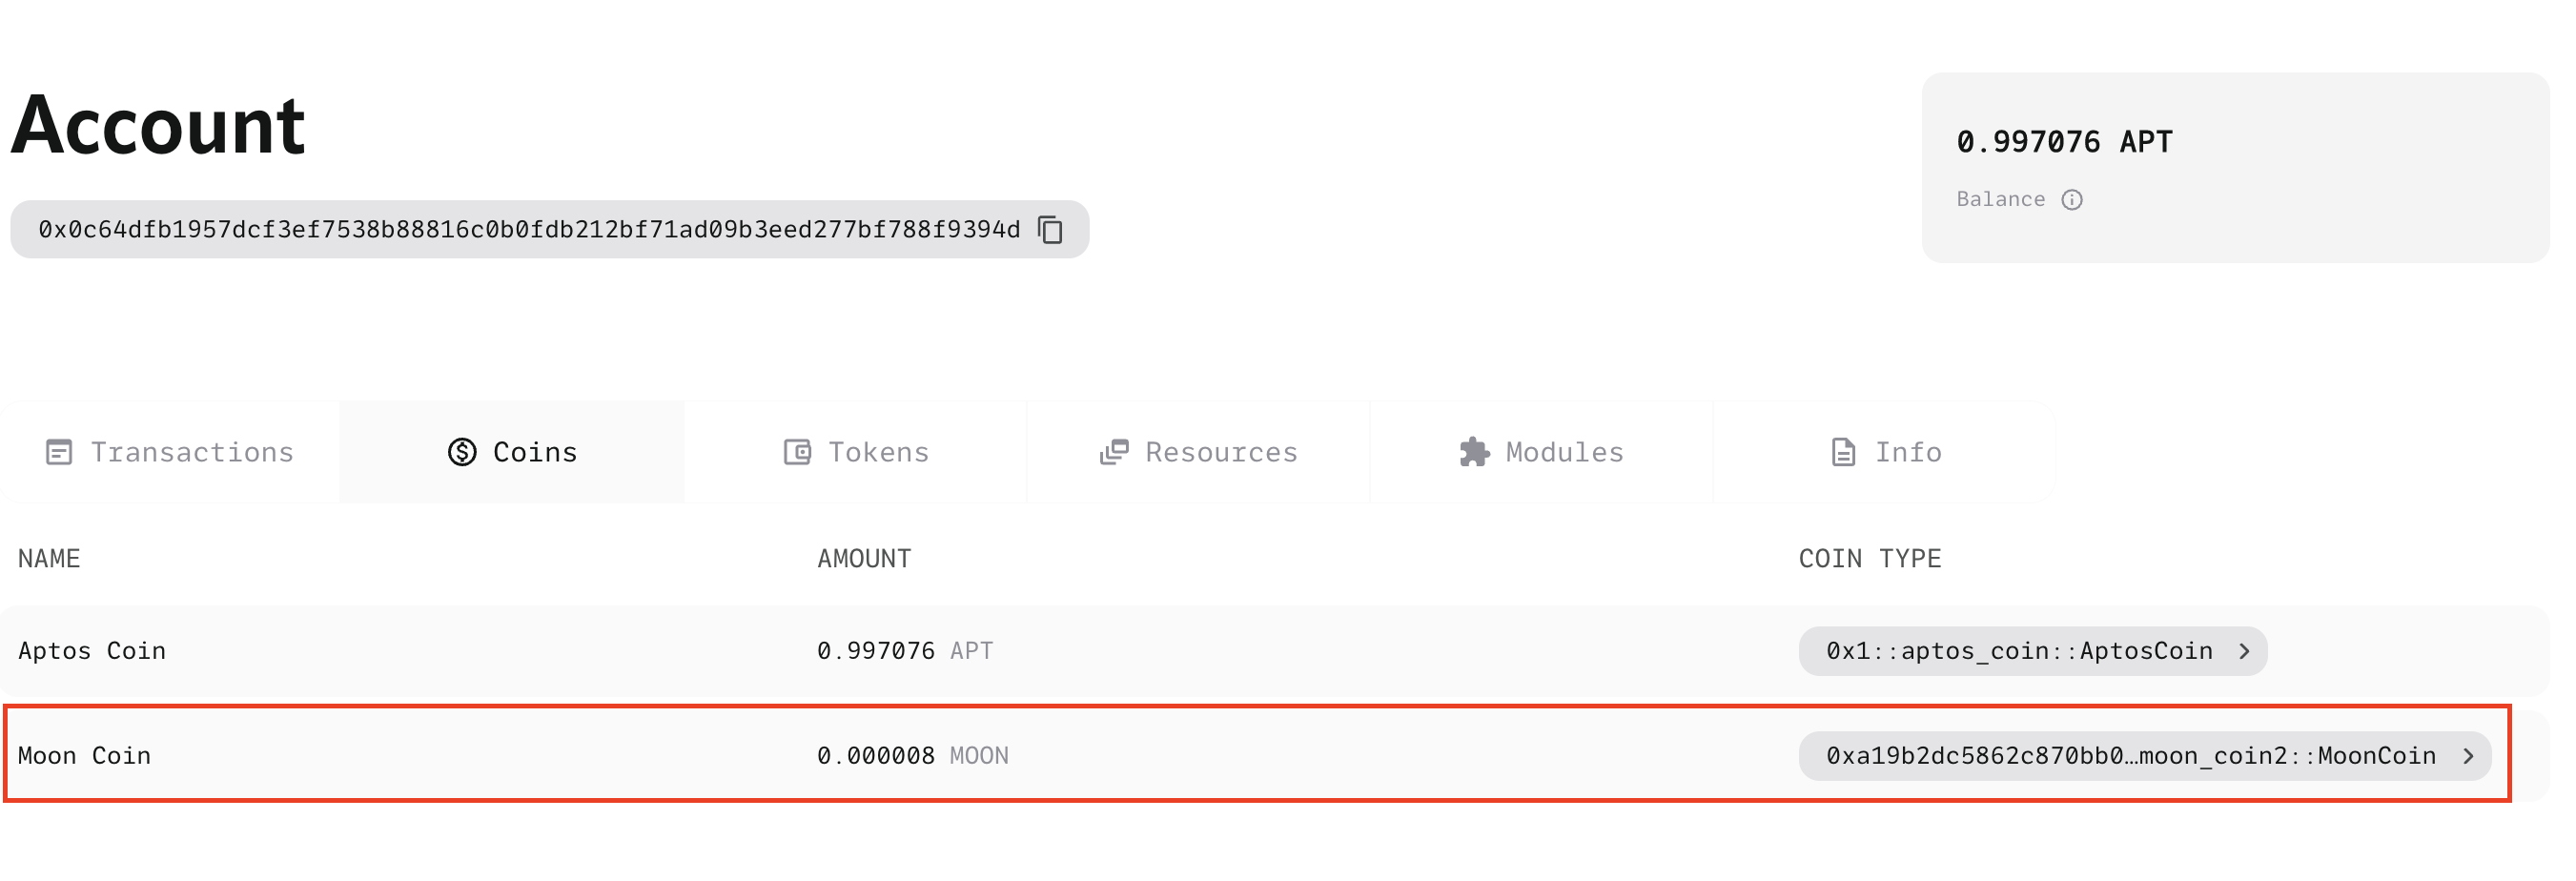 Account
0.997076 APT
Balance
0x0c64dfb1957dcf3ef7538b88816c0b0fdb212bf71ad09b3eed277bf788f9394d
Transactions Coins Tokens Resources Modules Info
NAME AMOUNT COIN TYPE
Aptos Coin 0.997076 APT 0x1::aptos_coin::AptosCoin
Moon Coin 0.000008 MOON 0xa19b2dc5862c870bb0…moon_coin2::MoonCoin